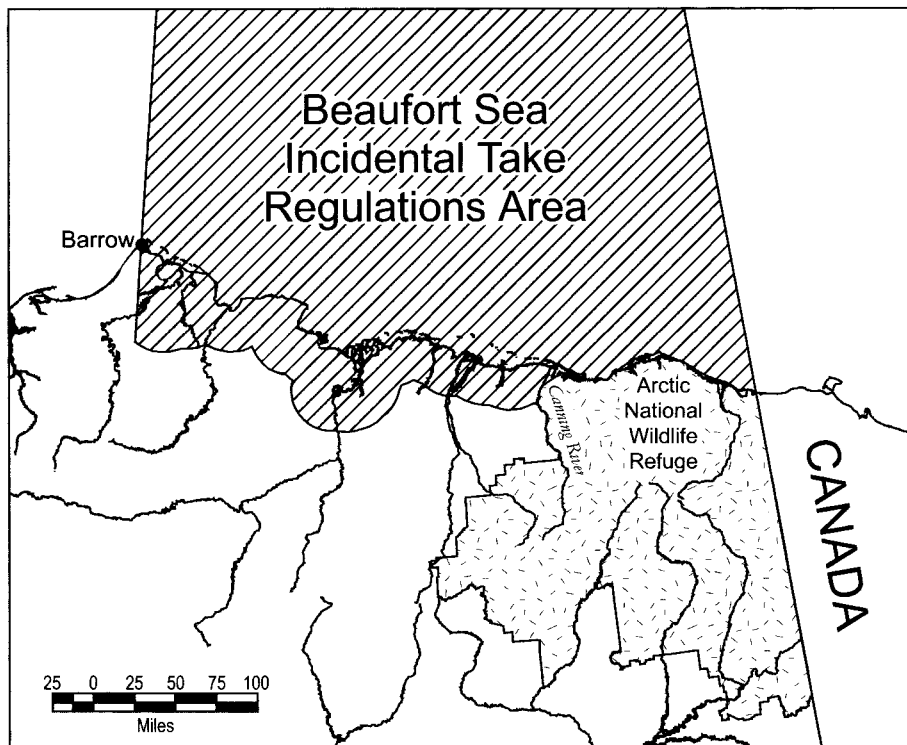 Beaufort Sea
Incidental Take
Regulations Area
Barrow
Arctic
National
Wildlife
Refuge
Canning River
CANADA
25 0 25 50 75 100
Miles